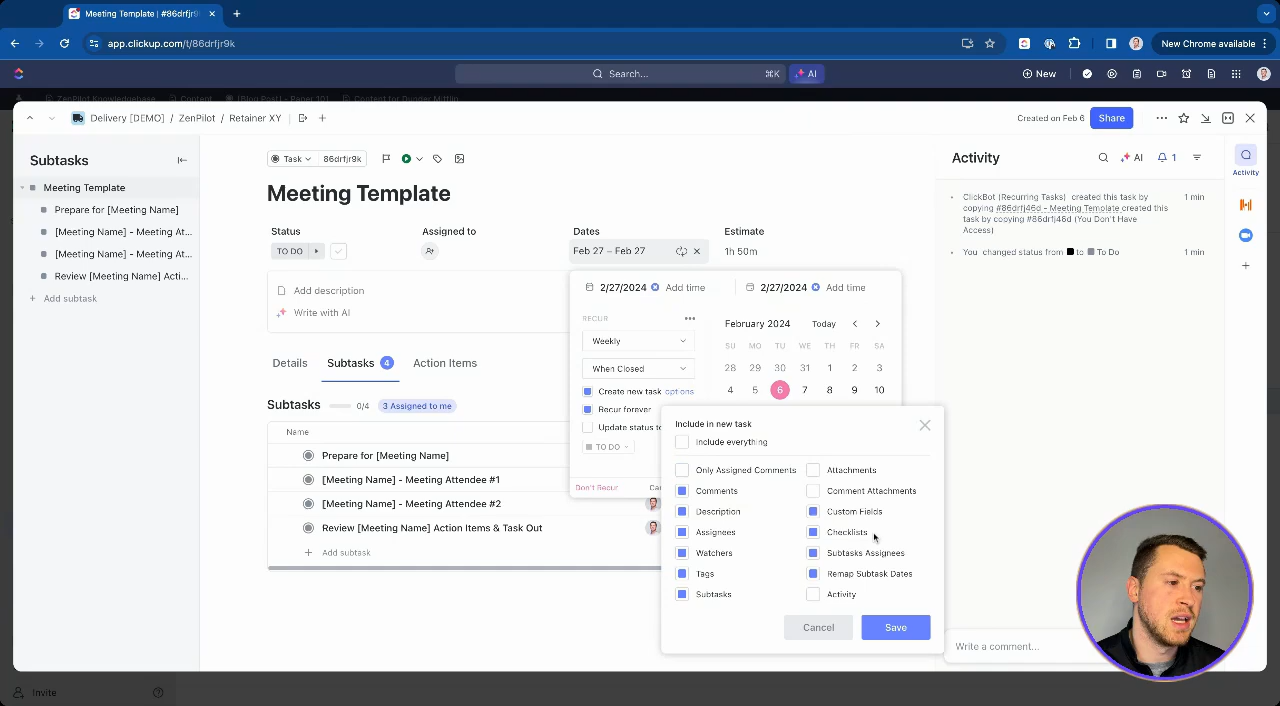 Meeting Template | #86drfjr9
app.clickup.com/t/86drfjr9k
New Chrome available
Search...
⌘K
AI
New
ZenPilot Knowledgebase
Content
[Blog Post] - Paper 101
Context for Dunder Mifflin
Delivery [DEMO] / ZenPilot / Retainer XY
Created on Feb 6
Share
Subtasks
Meeting Template
Prepare for [Meeting Name]
[Meeting Name] - Meeting At...
[Meeting Name] - Meeting At...
Review [Meeting Name] Acti...
+ Add subtask
Task
86drfjr9k
Meeting Template
Status
Assigned to
Dates
Estimate
TO DO
Feb 27 – Feb 27
1h 50m
Add description
Write with AI
Details
Subtasks 4
Action Items
Subtasks
0/4
3 Assigned to me
Name
Prepare for [Meeting Name]
[Meeting Name] - Meeting Attendee #1
[Meeting Name] - Meeting Attendee #2
Review [Meeting Name] Action Items & Task Out
+ Add subtask
2/27/2024
Add time
2/27/2024
Add time
RECUR
Weekly
When Closed
Create new task options
Recur forever
Update status to
TO DO
Don't Recur
Can
February 2024
Today
SU MO TU WE TH FR SA
28 29 30 31 1 2 3
4 5 6 7 8 9 10
Include in new task
Include everything
Only Assigned Comments
Attachments
Comments
Comment Attachments
Description
Custom Fields
Assignees
Checklists
Watchers
Subtasks Assignees
Tags
Remap Subtask Dates
Subtasks
Activity
Cancel
Save
Activity
AI
1
ClickBot (Recurring Tasks) created this task by
1 min
copying #86drfj46d - Meeting Template created this
task by copying #86drfj46d (You Don't Have
Access)
You changed status from to To Do
1 min
Write a comment...
Activity
Invite